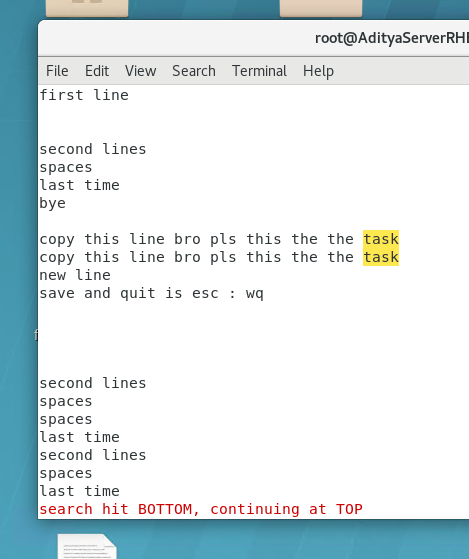 root@AdityaServerRHE
File Edit View Search Terminal Help
first line
second lines
spaces
last time
bye
copy this line bro pls this the the task
copy this line bro pls this the the task
new line
save and quit is esc : wq
f
second lines
spaces
spaces
last time
second lines
spaces
last time
search hit BOTTOM, continuing at TOP